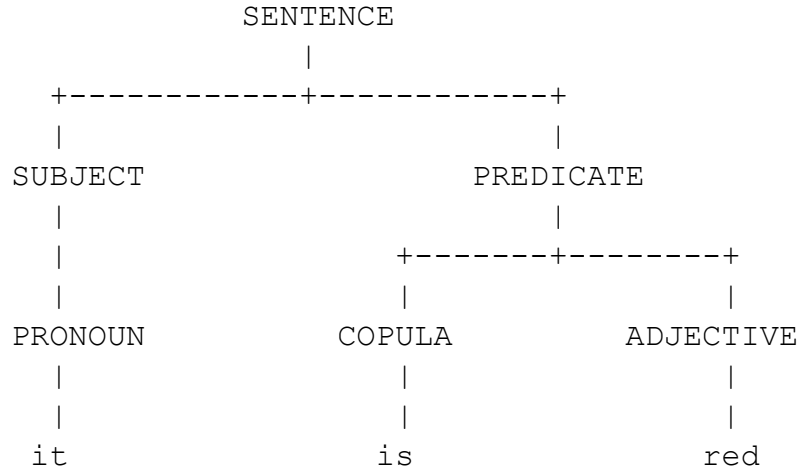 SENTENCE
|
+------------+------------+
| |
SUBJECT PREDICATE
| |
| +-------+--------+
| | |
PRONOUN COPULA ADJECTIVE
| | |
| | |
it is red